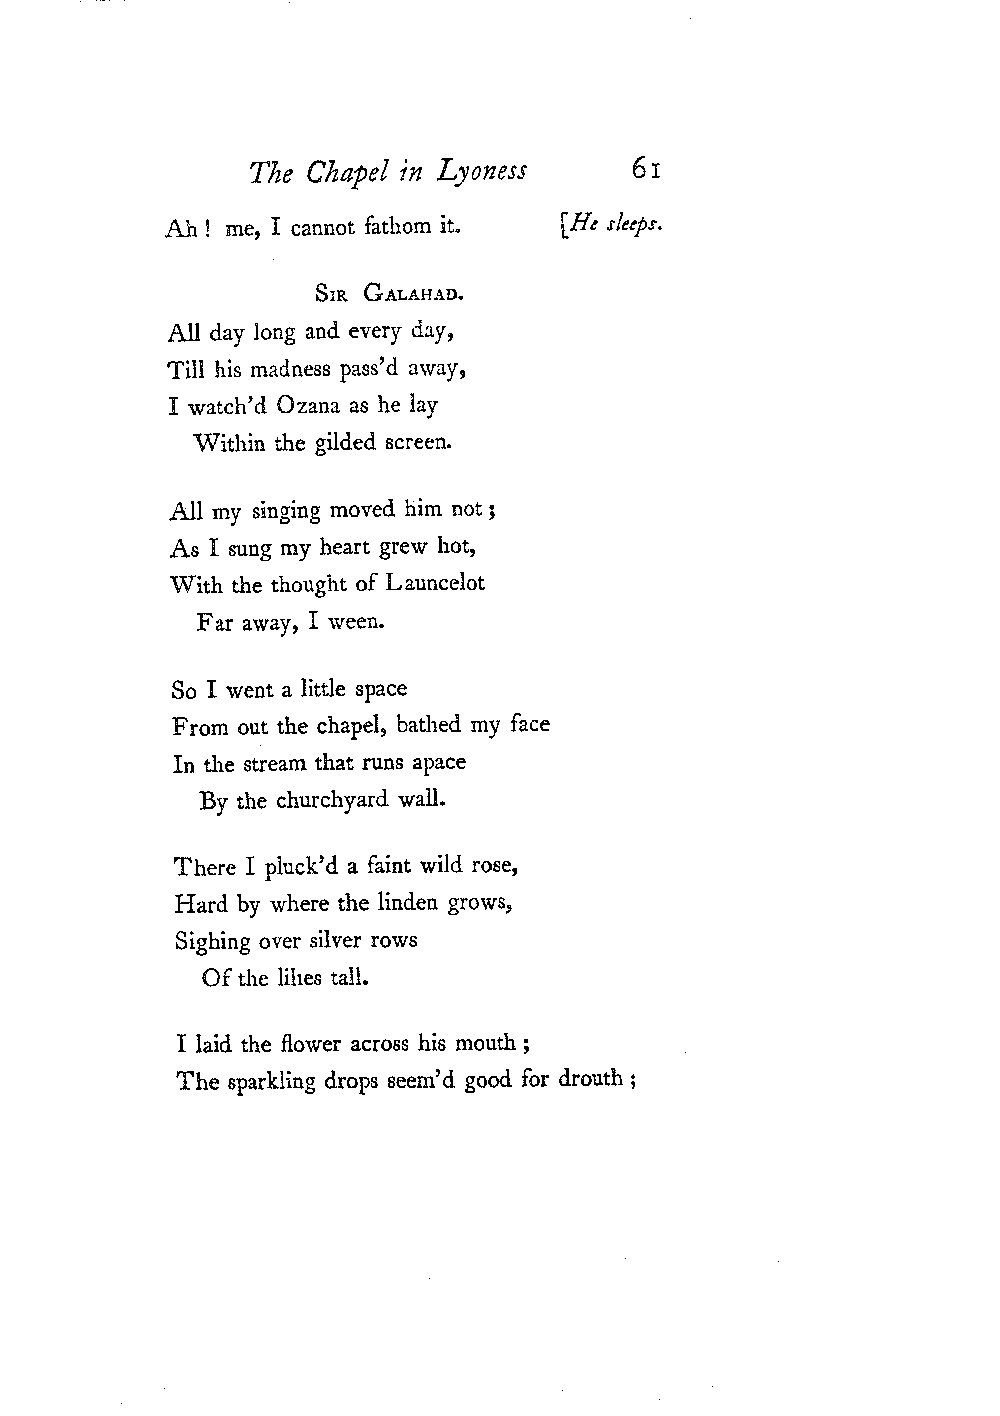 The Chapel in Lyoness 61
Ah ! me, I cannot fathom it. [He sleeps.
Sir Galahad.
All day long and every day,
Till his madness pass'd away,
I watch'd Ozana as he lay
Within the gilded screen.
All my singing moved him not ;
As I sung my heart grew hot,
With the thought of Launcelot
Far away, I ween.
So I went a little space
From out the chapel, bathed my face
In the stream that runs apace
By the churchyard wall.
There I pluck'd a faint wild rose,
Hard by where the linden grows,
Sighing over silver rows
Of the lilies tall.
I laid the flower across his mouth ;
The sparkling drops seem'd good for drouth ;